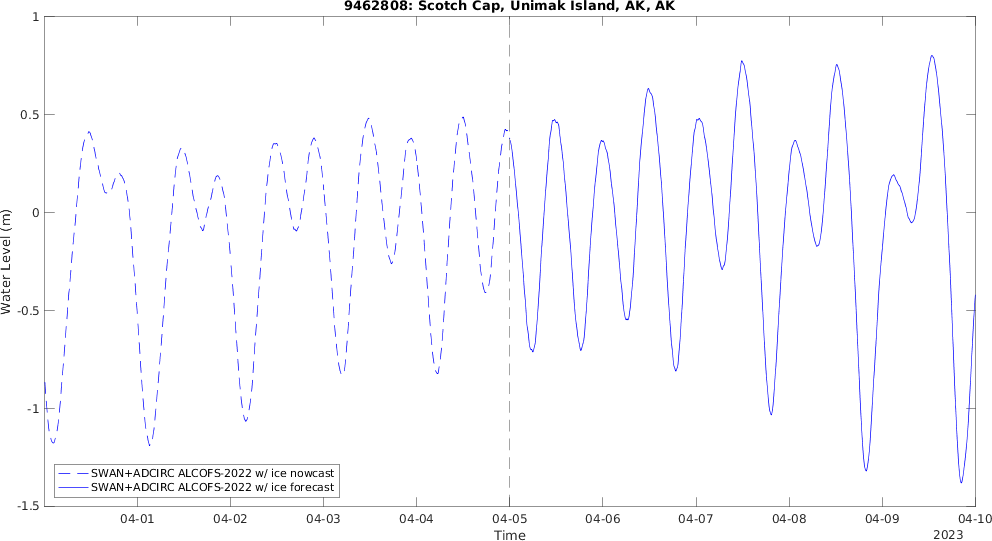 9462808: Scotch Cap, Unimak Island, AK, AK
1
0.5
0
-0.5
-1
-1.5
Water Level (m)
SWAN+ADCIRC ALCOFS-2022 w/ ice nowcast
SWAN+ADCIRC ALCOFS-2022 w/ ice forecast
04-01 04-02 04-03 04-04 04-05 04-06 04-07 04-08 04-09 04-10
Time
2023